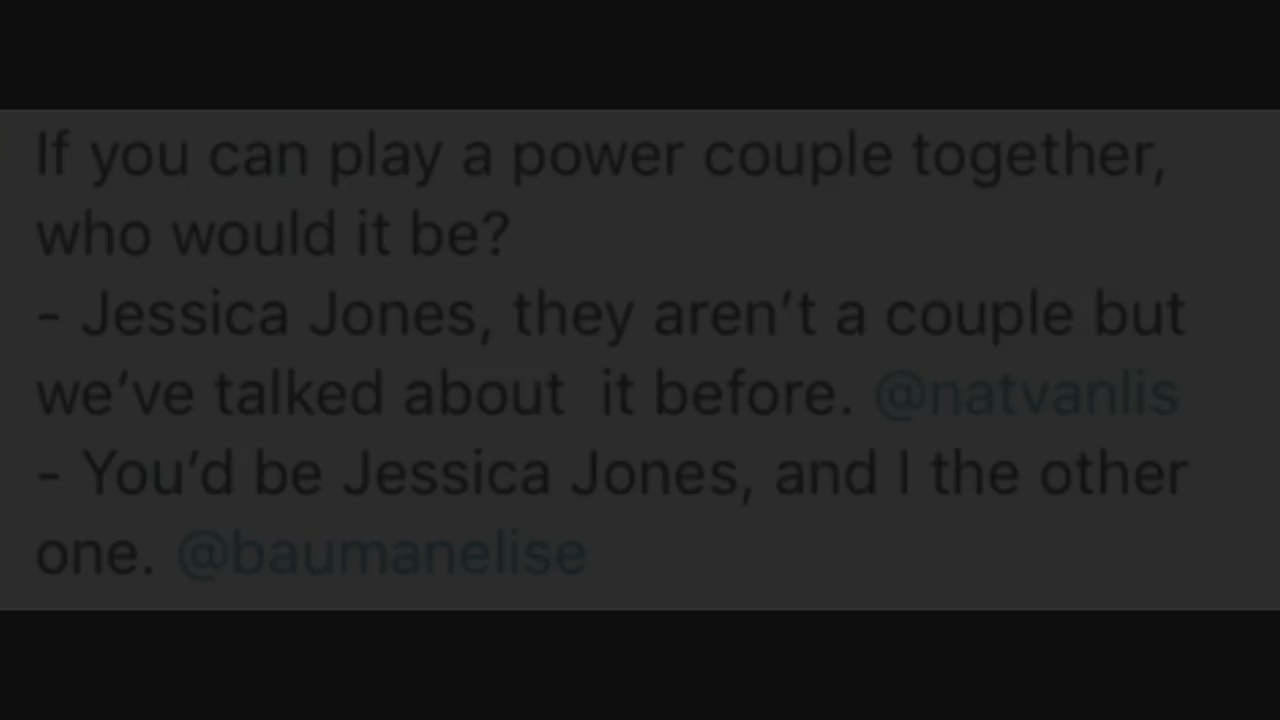 If you can play a power couple together,
who would it be?
- Jessica Jones, they aren’t a couple but
we’ve talked about  it before. @natvanlis
- You’d be Jessica Jones, and I the other
one. @baumanelise